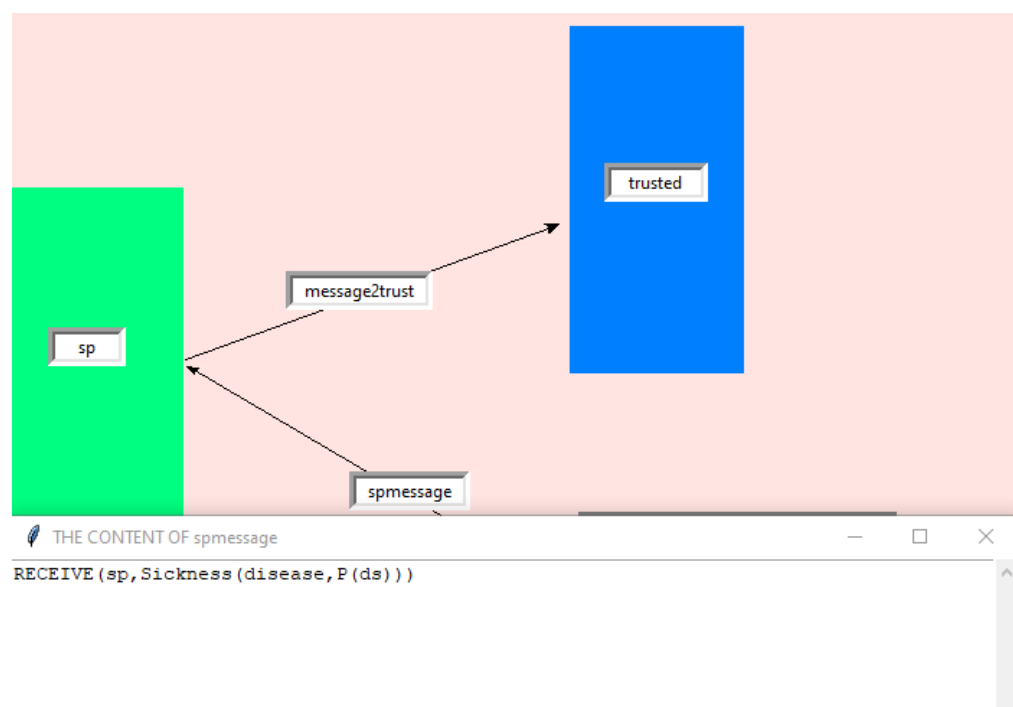 trusted
message2trust
sp
spmessage
THE CONTENT OF spmessage
RECEIVE(sp,Sickness(disease,P(ds)))